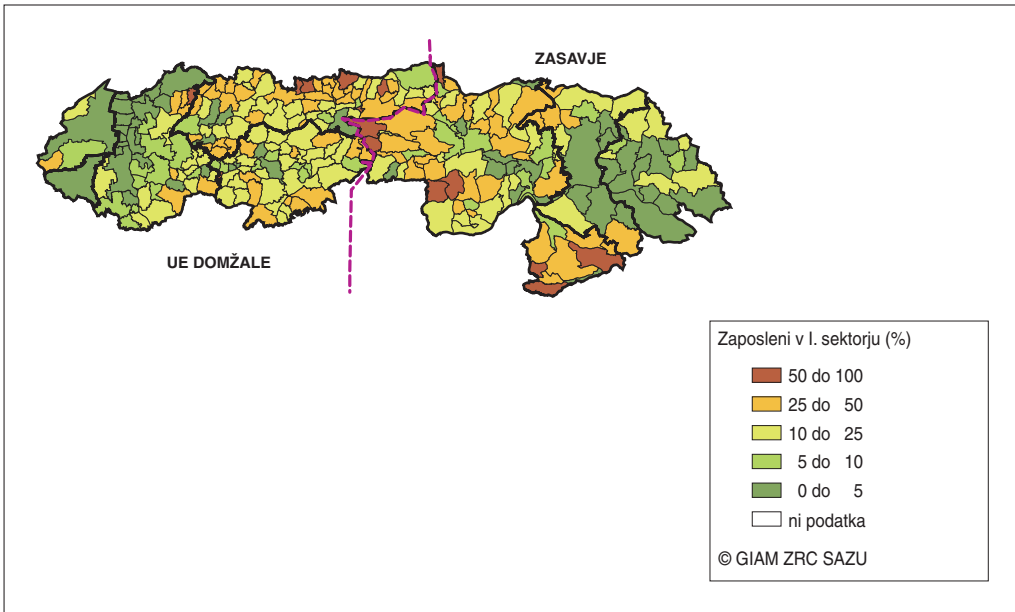 ZASAVJE
UE DOMŽALE
Zaposleni v I. sektorju (%)
50 do 100
25 do 50
10 do 25
5 do 10
0 do 5
ni podatka
© GIAM ZRC SAZU